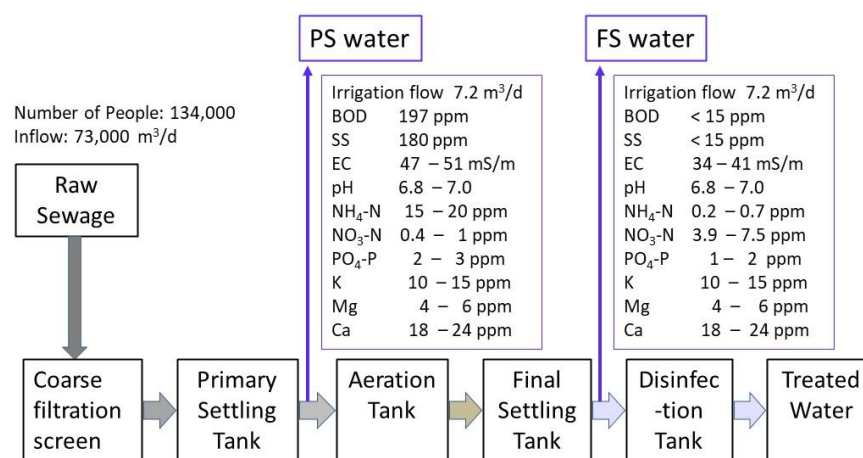 PS water
FS water
Number of People: 134,000
Inflow: 73,000 m³/d
Raw
Sewage
Irrigation flow 7.2 m³/d
BOD 197 ppm
SS 180 ppm
EC 47 – 51 mS/m
pH 6.8 – 7.0
NH₄-N 15 – 20 ppm
NO₃-N 0.4 – 1 ppm
PO₄-P 2 – 3 ppm
K 10 – 15 ppm
Mg 4 – 6 ppm
Ca 18 – 24 ppm
Irrigation flow 7.2 m³/d
BOD < 15 ppm
SS < 15 ppm
EC 34 – 41 mS/m
pH 6.8 – 7.0
NH₄-N 0.2 – 0.7 ppm
NO₃-N 3.9 – 7.5 ppm
PO₄-P 1 – 2 ppm
K 10 – 15 ppm
Mg 4 – 6 ppm
Ca 18 – 24 ppm
Coarse
filtration
screen
Primary
Settling
Tank
Aeration
Tank
Final
Settling
Tank
Disinfec
-tion
Tank
Treated
Water